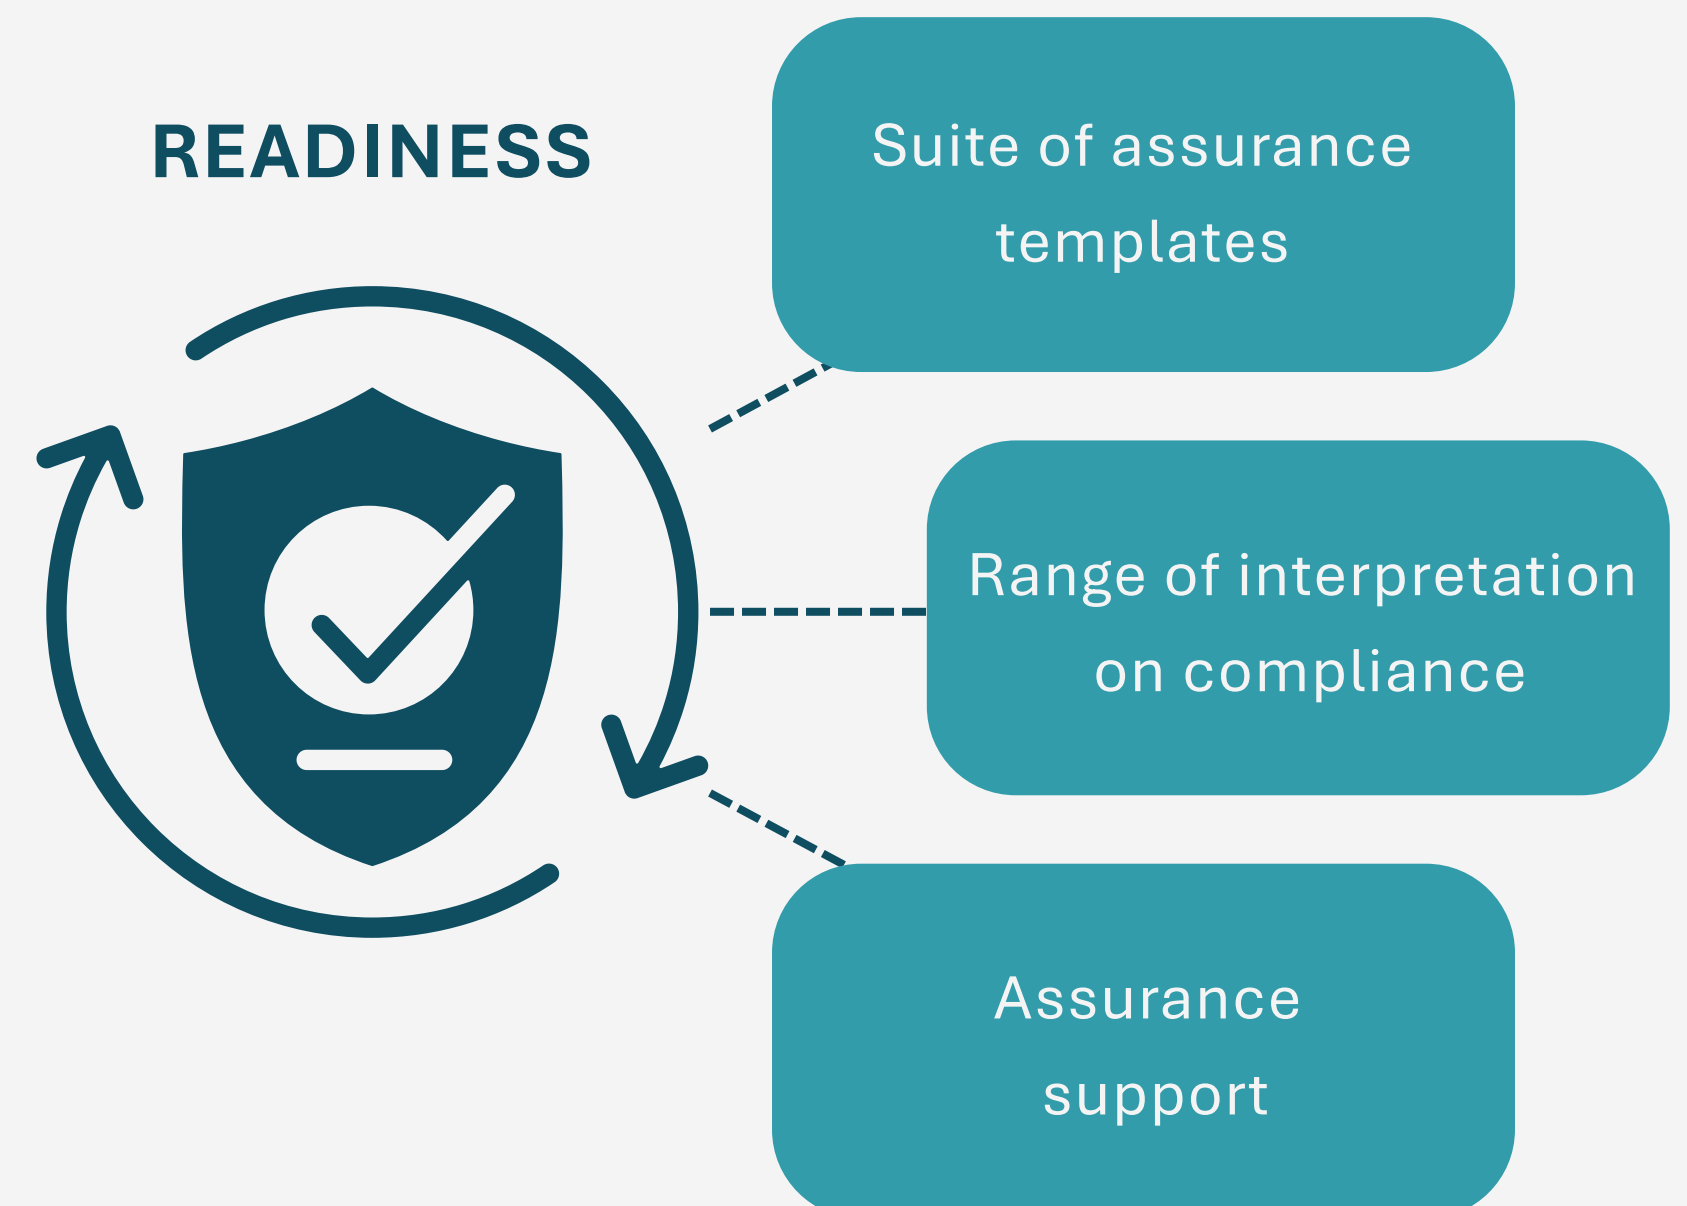 READINESS
Suite of assurance
templates
Range of interpretation
on compliance
Assurance
support